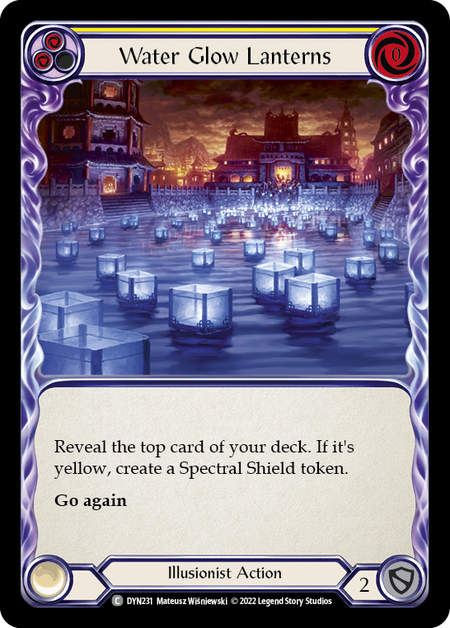 Water Glow Lanterns
0
Reveal the top card of your deck. If it's
yellow, create a Spectral Shield token.
Go again
Illusionist Action
2
C DYN231 Mateusz Wiśniewski © 2022 Legend Story Studios